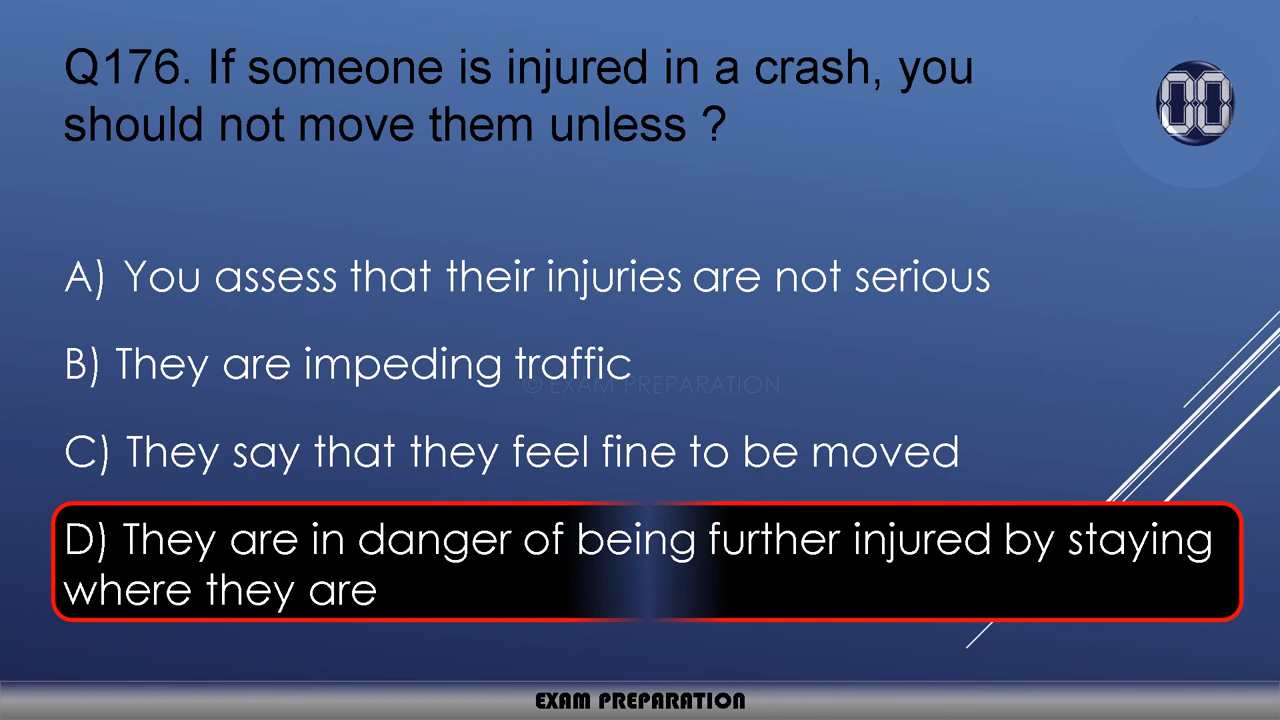 Q176. If someone is injured in a crash, you
should not move them unless ?
00
A) You assess that their injuries are not serious
B) They are impeding traffic
© EXAM PREPARATION
C) They say that they feel fine to be moved
D) They are in danger of being further injured by staying
where they are
EXAM PREPARATION